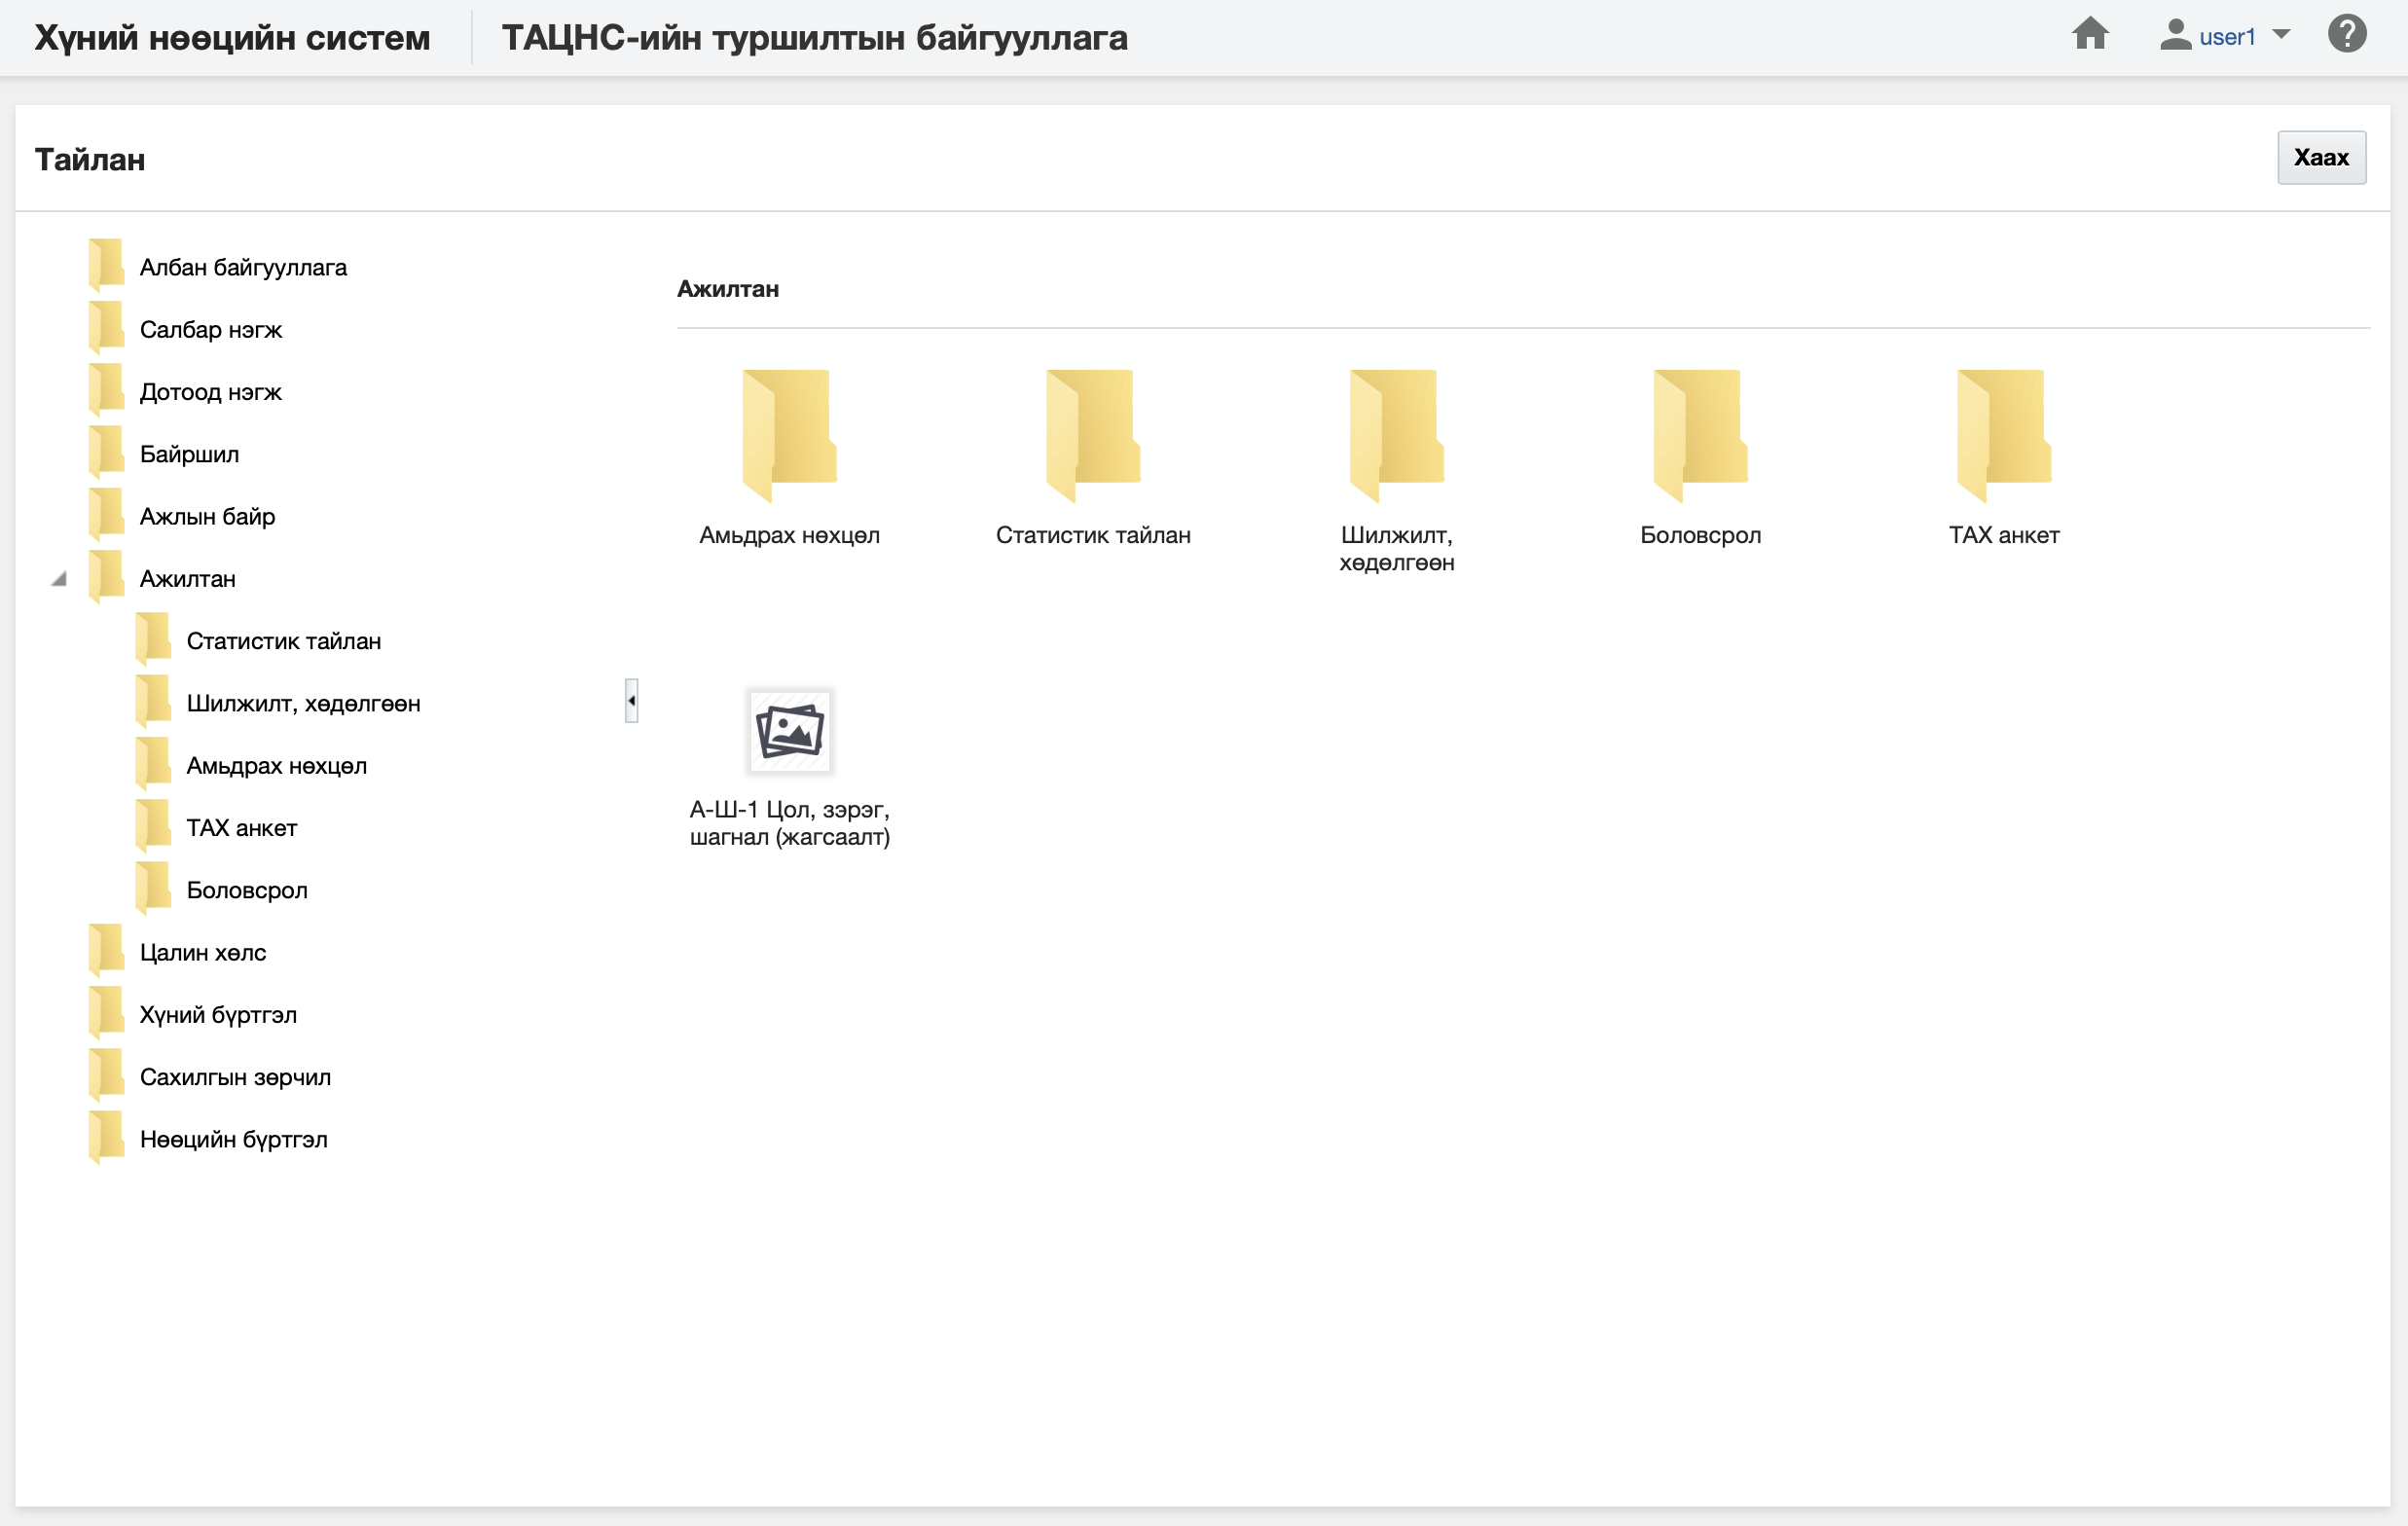 Хүний нөөцийн систем
ТАЦНС-ийн туршилтын байгууллага
user1
Тайлан
Хаах
Албан байгууллага
Салбар нэгж
Дотоод нэгж
Байршил
Ажлын байр
Ажилтан
Статистик тайлан
Шилжилт, хөдөлгөөн
Амьдрах нөхцөл
ТАХ анкет
Боловсрол
Цалин хөлс
Хүний бүртгэл
Сахилгын зөрчил
Нөөцийн бүртгэл
Ажилтан
Амьдрах нөхцөл
Статистик тайлан
Шилжилт,
хөдөлгөөн
Боловсрол
ТАХ анкет
А-Ш-1 Цол, зэрэг,
шагнал (жагсаалт)